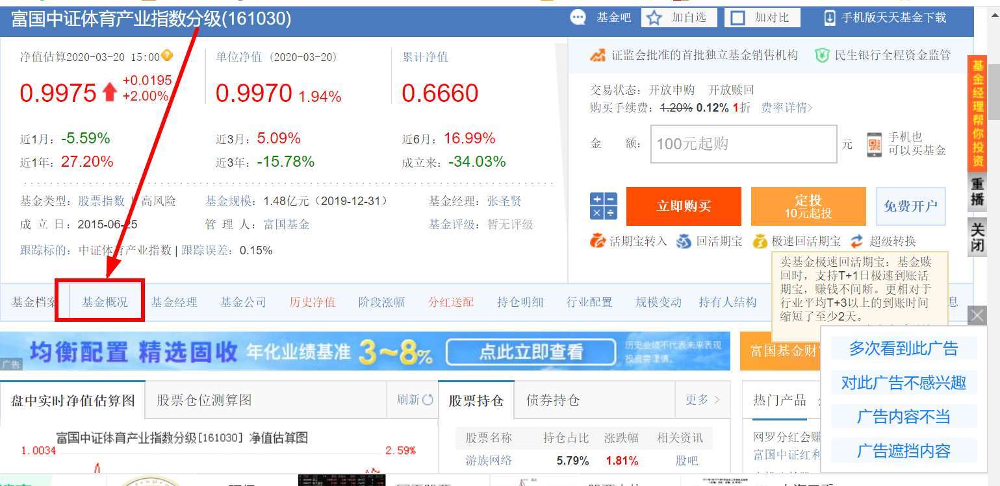 富国中证体育产业指数分级(161030)
基金吧 加自选 加对比 手机版天天基金下载
净值估算2020-03-20 15:00
单位净值 (2020-03-20)
累计净值
0.9975 +0.0195 +2.00%
0.9970 1.94%
0.6660
近1月: -5.59% 近3月: 5.09% 近6月: 16.99%
近1年: 27.20% 近3年: -15.78% 成立来: -34.03%
基金类型: 股票指数 | 高风险 基金规模: 1.48亿元 (2019-12-31) 基金经理: 张圣贤
成 立 日: 2015-06-25 管 理 人: 富国基金 基金评级: 暂无评级
跟踪标的: 中证体育产业指数 | 跟踪误差: 0.15%
证监会批准的首批独立基金销售机构 民生银行全程资金监管
交易状态: 开放申购 开放赎回
购买手续费: 1.20% 0.12% 1折 费率详情>
金 额: 100元起购 元
手机也
可以买基金
立即购买
定投
10元起投
免费开户
活期宝转入 回活期宝 极速回活期宝 超级转换
卖基金极速回活期宝: 基金赎
回时, 支持T+1日极速到账活
期宝, 赚钱不间断。更相对于
行业平均T+3以上的到账时间
缩短了至少2天。
基金经理帮你投资
重播
关闭
基金档案 基金概况 基金经理 基金公司 历史净值 阶段涨幅 分红送配 持仓明细 行业配置 规模变动 持有人结构 息
均衡配置 精选固收 年化业绩基准 3~8% 点此立即查看
历史业绩不代表未来表现
投资需谨慎。
广告
富国基金财
多次看到此广告
对此广告不感兴趣
广告内容不当
广告遮挡内容
盘中实时净值估算图 股票仓位测算图 刷新
富国中证体育产业指数分级[161030] 净值估算图
1.0034 2.59%
股票持仓 债券持仓 更多 >
股票名称 持仓占比 涨跌幅 相关资讯
游族网络 5.79% 1.81% 股吧
热门产品
网罗分红会赚
富国中证红利